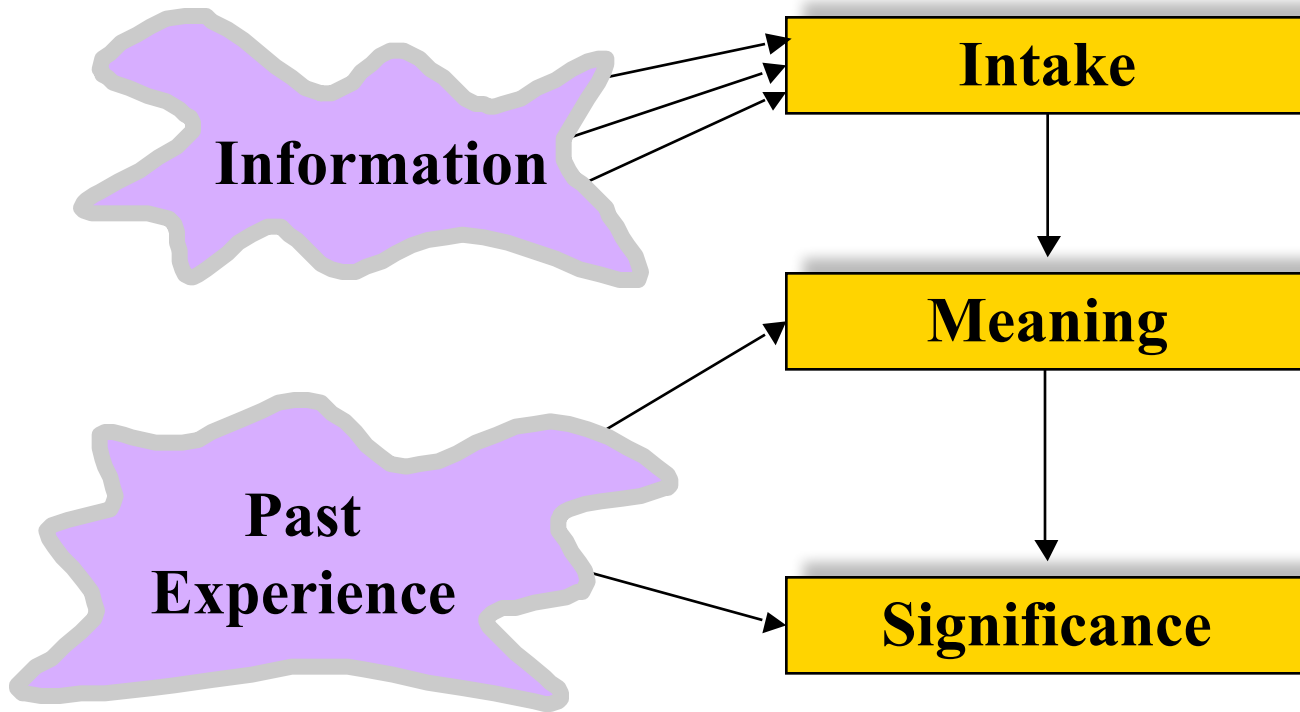 Information
Intake
Meaning
Past
Experience
Significance